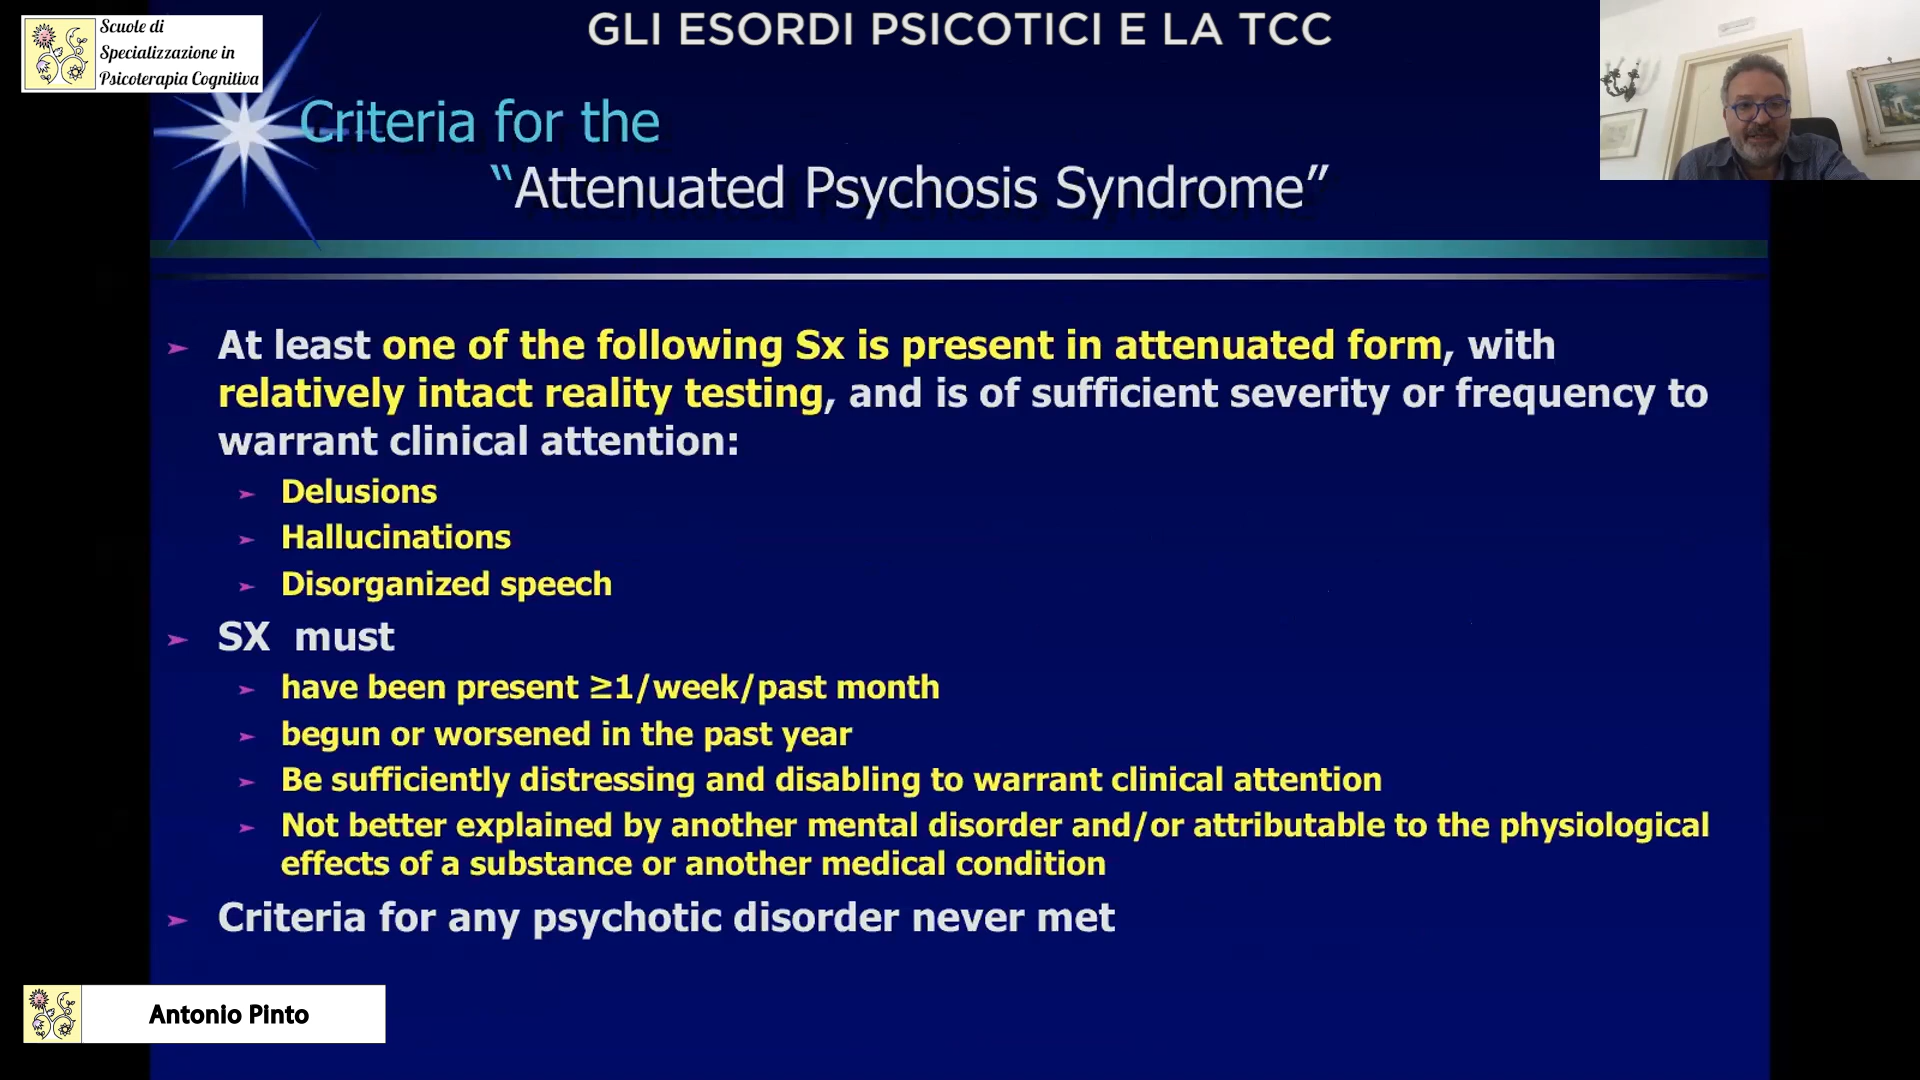 Scuole di
Specializzazione in
Psicoterapia Cognitiva
GLI ESORDI PSICOTICI E LA TCC
Criteria for the
“Attenuated Psychosis Syndrome”
➤ At least one of the following Sx is present in attenuated form, with
relatively intact reality testing, and is of sufficient severity or frequency to
warrant clinical attention:
➤ Delusions
➤ Hallucinations
➤ Disorganized speech
➤ SX must
➤ have been present ≥1/week/past month
➤ begun or worsened in the past year
➤ Be sufficiently distressing and disabling to warrant clinical attention
➤ Not better explained by another mental disorder and/or attributable to the physiological
effects of a substance or another medical condition
➤ Criteria for any psychotic disorder never met
Antonio Pinto